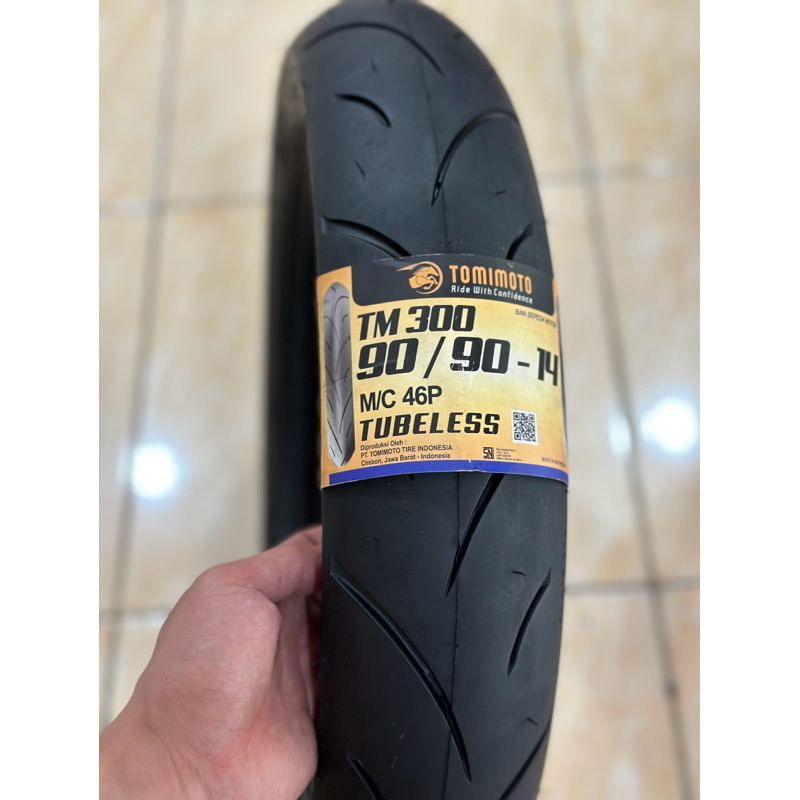 TOMIMOTO
Ride With Confidence
BAN SEPEDA MOTOR
TM 300
90 / 90 - 14
M/C 46P
TUBELESS
Diproduksi Oleh :
PT. TOMIMOTO TIRE INDONESIA
Cirebon, Jawa Barat - Indonesia
SNI